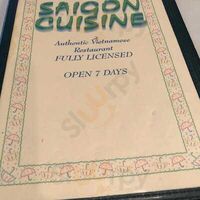 SAIGON
CUISINE
Authentic Vietnamese
Restaurant
FULLY LICENSED
OPEN 7 DAYS